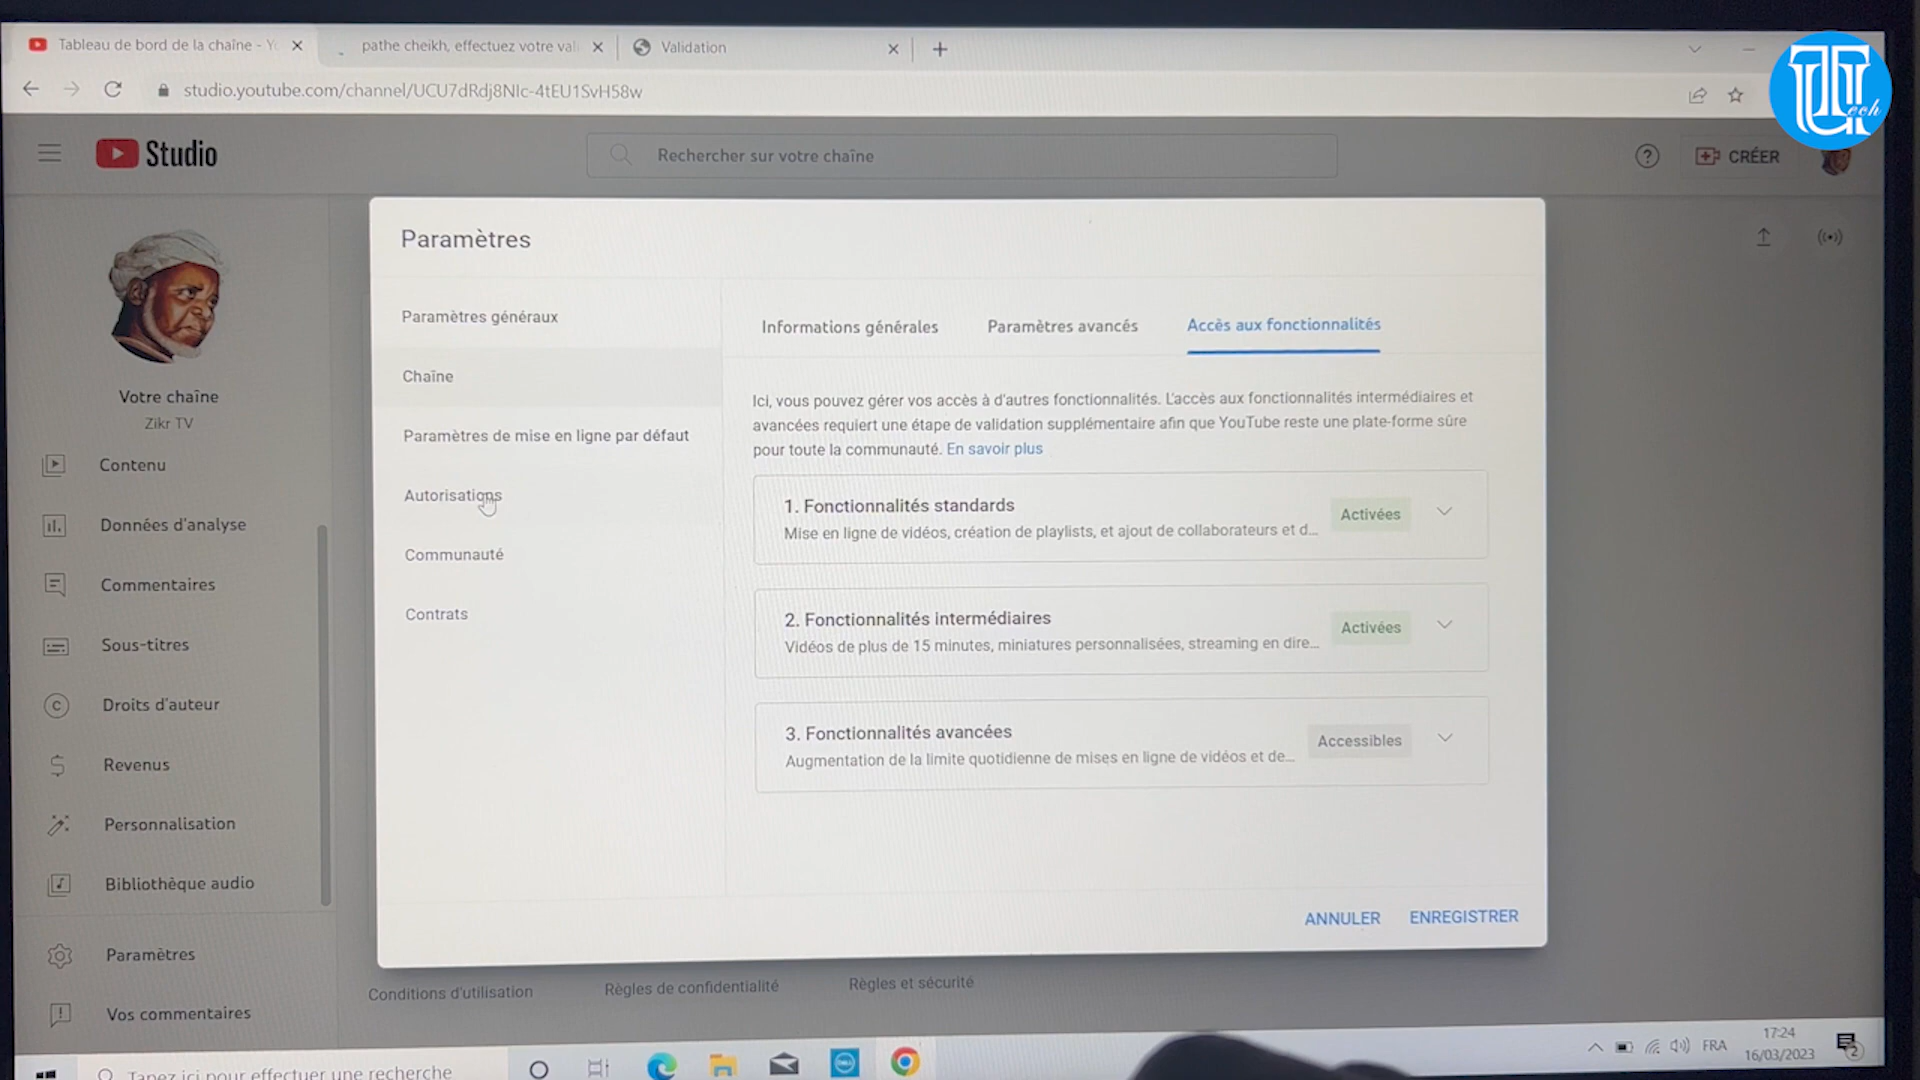 Tableau de bord de la chaîne - Y
pathe cheikh, effectuez votre vali
Validation
studio.youtube.com/channel/UCU7dRdj8NIc-4tEU1SvH58w
Studio
Rechercher sur votre chaîne
CRÉER
Votre chaîne
Zikr TV
Contenu
Données d'analyse
Commentaires
Sous-titres
Droits d'auteur
Revenus
Personnalisation
Bibliothèque audio
Paramètres
Vos commentaires
Paramètres
Paramètres généraux
Chaîne
Paramètres de mise en ligne par défaut
Autorisations
Communauté
Contrats
Informations générales
Paramètres avancés
Accès aux fonctionnalités
Ici, vous pouvez gérer vos accès à d'autres fonctionnalités. L'accès aux fonctionnalités intermédiaires et
avancées requiert une étape de validation supplémentaire afin que YouTube reste une plate-forme sûre
pour toute la communauté. En savoir plus
1. Fonctionnalités standards
Mise en ligne de vidéos, création de playlists, et ajout de collaborateurs et d...
Activées
2. Fonctionnalités intermédiaires
Vidéos de plus de 15 minutes, miniatures personnalisées, streaming en dire...
Activées
3. Fonctionnalités avancées
Augmentation de la limite quotidienne de mises en ligne de vidéos et de...
Accessibles
ANNULER
ENREGISTRER
Conditions d'utilisation
Règles de confidentialité
Règles et sécurité
Tapez ici pour effectuer une recherche
DELL
FRA
17:24
16/03/2023
2